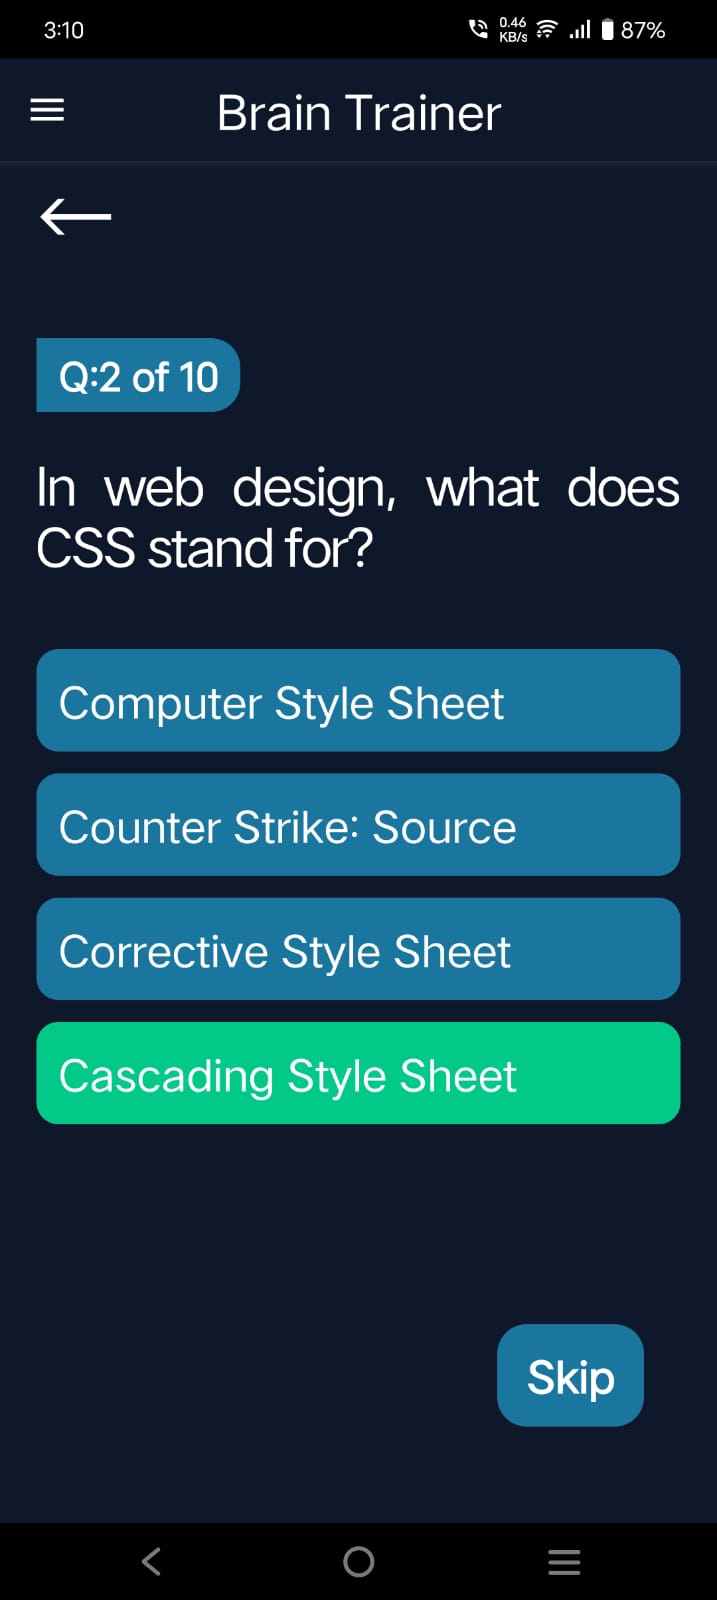 3:10
0.46
KB/s
87%
Brain Trainer
Q:2 of 10
In web design, what does
CSS stand for?
Computer Style Sheet
Counter Strike: Source
Corrective Style Sheet
Cascading Style Sheet
Skip